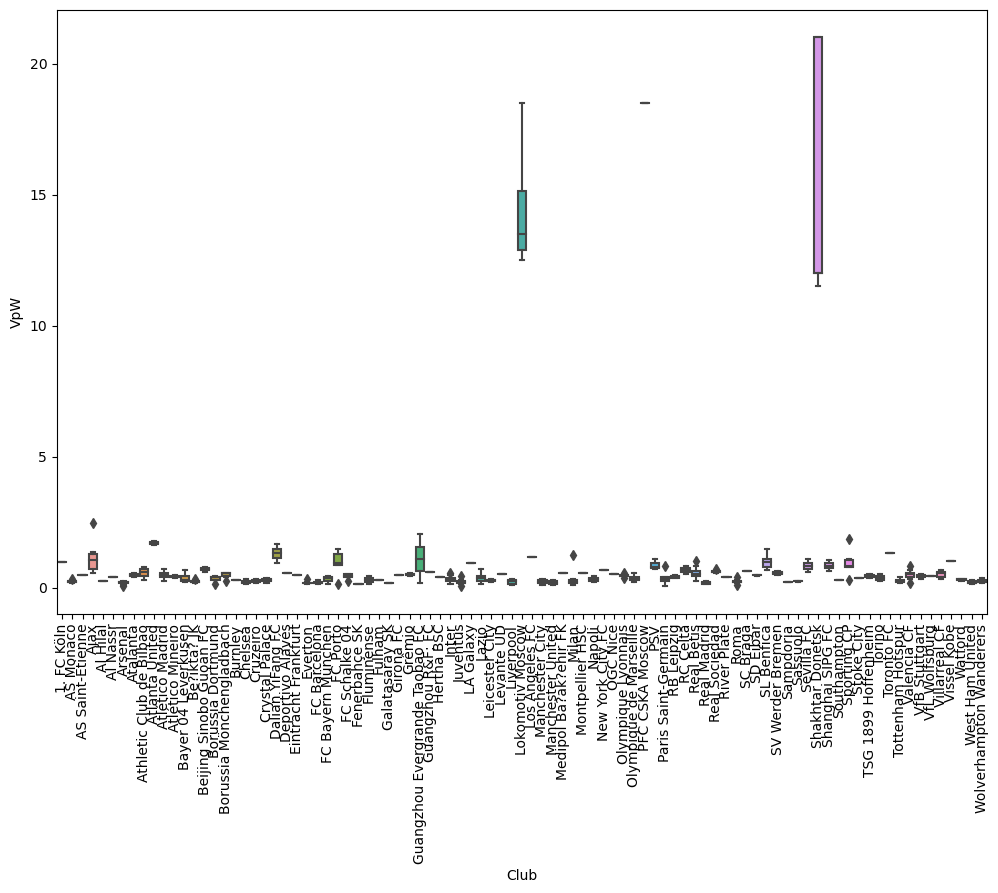 VpW
20
15
10
5
0
1. FC Köln
AS Monaco
AS Saint-Étienne
Ajax
Al Hilal
Al Nassr
Arsenal
Atalanta
Athletic Club de Bilbao
Atlanta United
Atlético Madrid
Atlético Mineiro
Bayer 04 Leverkusen
Be?ikta? JK
Beijing Sinobo Guoan FC
Borussia Dortmund
Borussia Mönchengladbach
Burnley
Chelsea
Cruzeiro
Crystal Palace
Dalian YiFang FC
Deportivo Alavés
Eintracht Frankfurt
Everton
FC Barcelona
FC Bayern München
FC Porto
FC Schalke 04
Fenerbahçe SK
Fluminense
Fulham
Galatasaray SK
Girona FC
Grêmio
Guangzhou Evergrande Taobao FC
Guangzhou R&F FC
Hertha BSC
Inter
Juventus
LA Galaxy
Lazio
Leicester City
Levante UD
Liverpool
Lokomotiv Moscow
Los Angeles FC
Manchester City
Manchester United
Medipol Ba?ak?ehir FK
Milan
Montpellier HSC
Napoli
New York City FC
OGC Nice
Olympique Lyonnais
Olympique de Marseille
PFC CSKA Moscow
PSV
Paris Saint-Germain
RB Leipzig
RC Celta
Real Betis
Real Madrid
Real Sociedad
River Plate
Roma
SC Braga
SD Eibar
SL Benfica
SV Werder Bremen
Sampdoria
Sassuolo
Sevilla FC
Shakhtar Donetsk
Shanghai SIPG FC
Southampton
Sporting CP
Stoke City
TSG 1899 Hoffenheim
Torino
Toronto FC
Tottenham Hotspur
Valencia CF
VfB Stuttgart
VfL Wolfsburg
Villarreal CF
Vissel Kobe
Watford
West Ham United
Wolverhampton Wanderers
Club